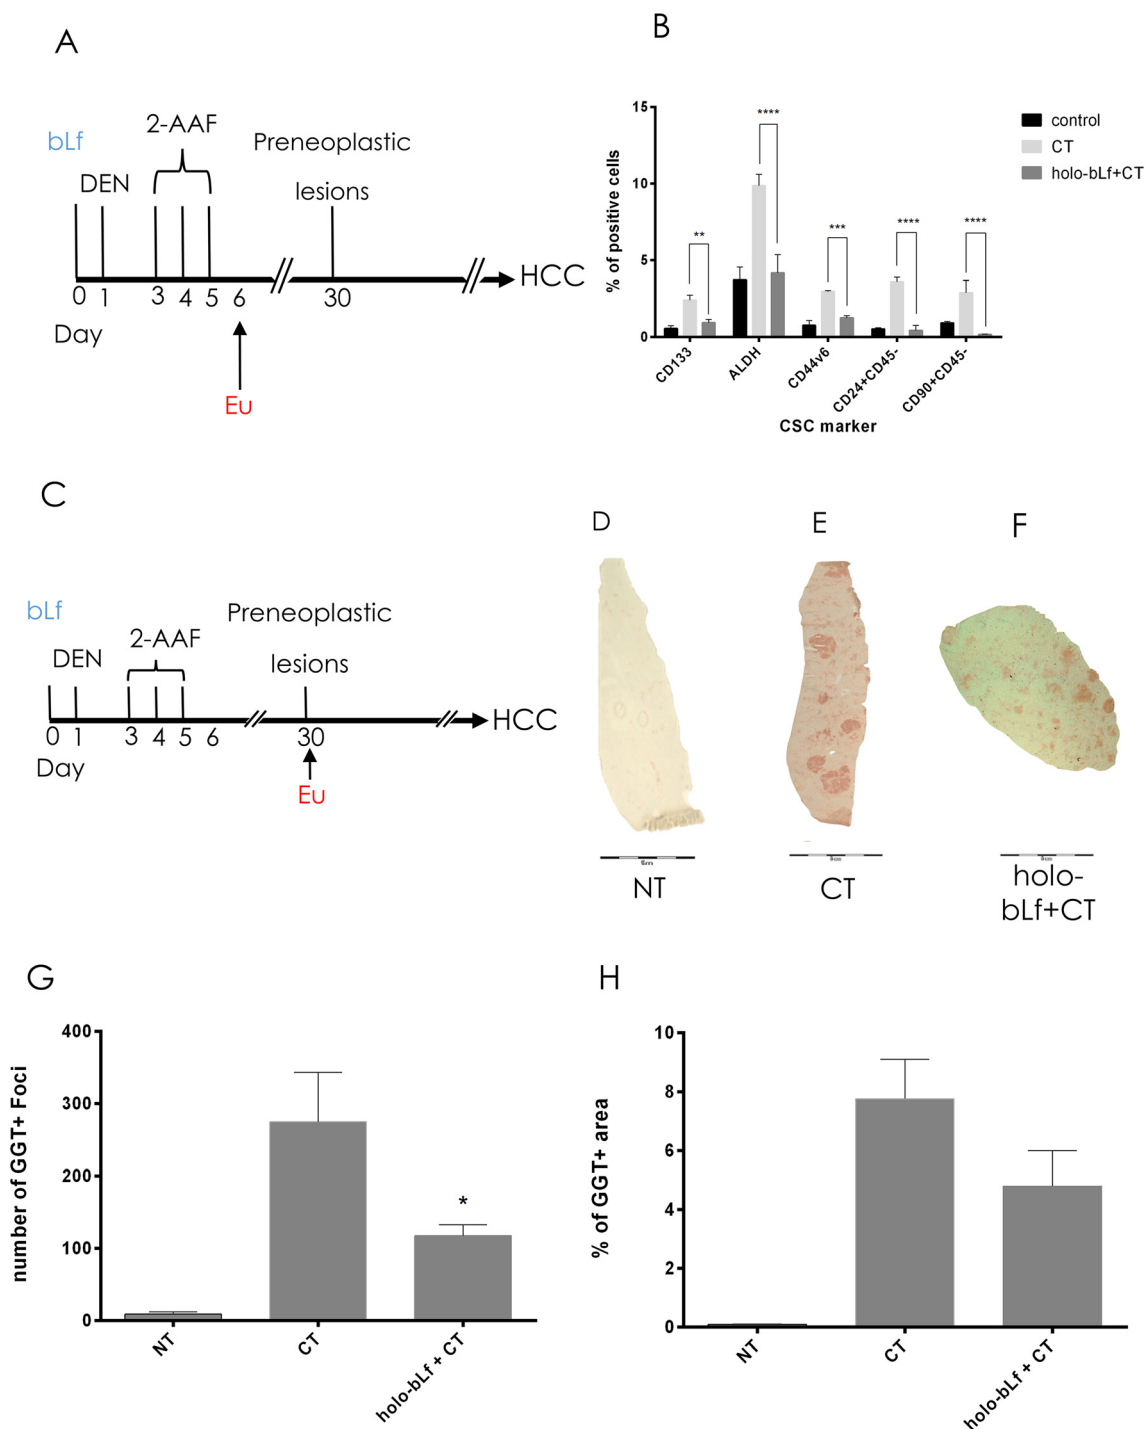 A
bLf
DEN
2-AAF
Preneoplastic
lesions
0 1 3 4 5 6 30
HCC
Day
Eu
B
% of positive cells
15
10
5
0
**
****
***
****
****
control
CT
holo-bLf+CT
CD133
ALDH
CD44v6
CD24+CD45-
CD90+CD45-
CSC marker
C
bLf
DEN
2-AAF
Preneoplastic
lesions
0 1 3 4 5 6 30
HCC
Day
Eu
D
NT
E
CT
F
holo-
bLf+CT
G
number of GGT+ Foci
400
300
200
100
0
*
NT
CT
holo-bLf + CT
H
% of GGT+ area
10
8
6
4
2
0
NT
CT
holo-bLf + CT